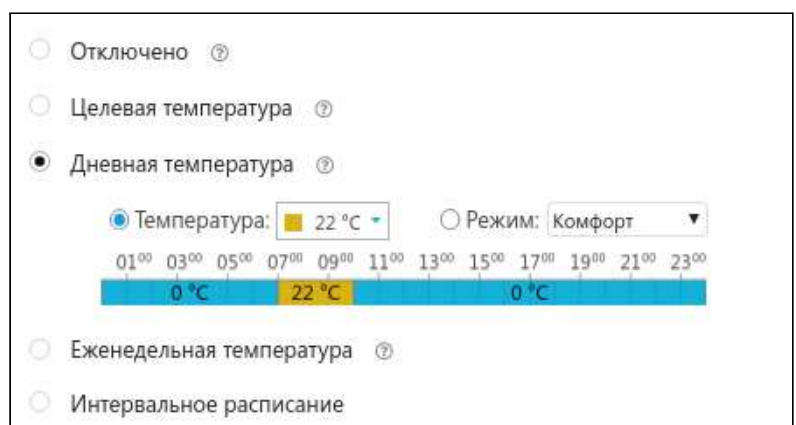 Отключено ?
Целевая температура ?
Дневная температура ?
Температура: 22 °C Режим: Комфорт
01⁰⁰ 03⁰⁰ 05⁰⁰ 07⁰⁰ 09⁰⁰ 11⁰⁰ 13⁰⁰ 15⁰⁰ 17⁰⁰ 19⁰⁰ 21⁰⁰ 23⁰⁰
0 °C 22 °C 0 °C
Еженедельная температура ?
Интервальное расписание